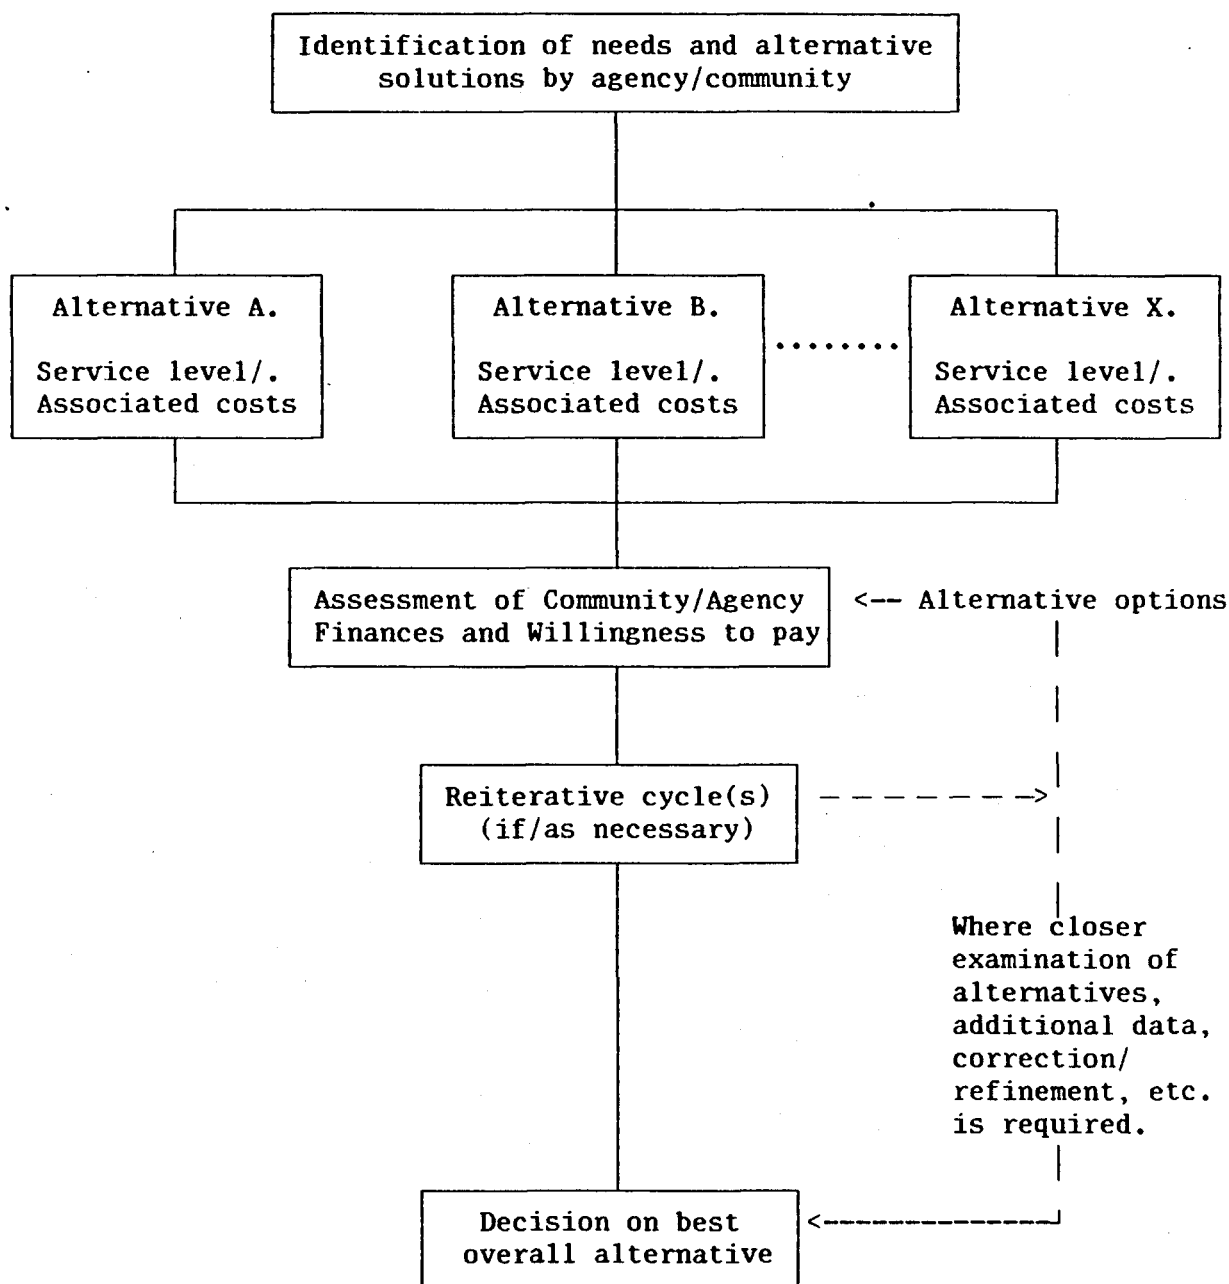 Identification of needs and alternative
solutions by agency/community
Alternative A.
Service level/.
Associated costs
Alternative B.
Service level/.
Associated costs
........
Alternative X.
Service level/.
Associated costs
Assessment of Community/Agency
Finances and Willingness to pay
<-- Alternative options
Reiterative cycle(s)
(if/as necessary)
Where closer
examination of
alternatives,
additional data,
correction/
refinement, etc.
is required.
Decision on best
overall alternative